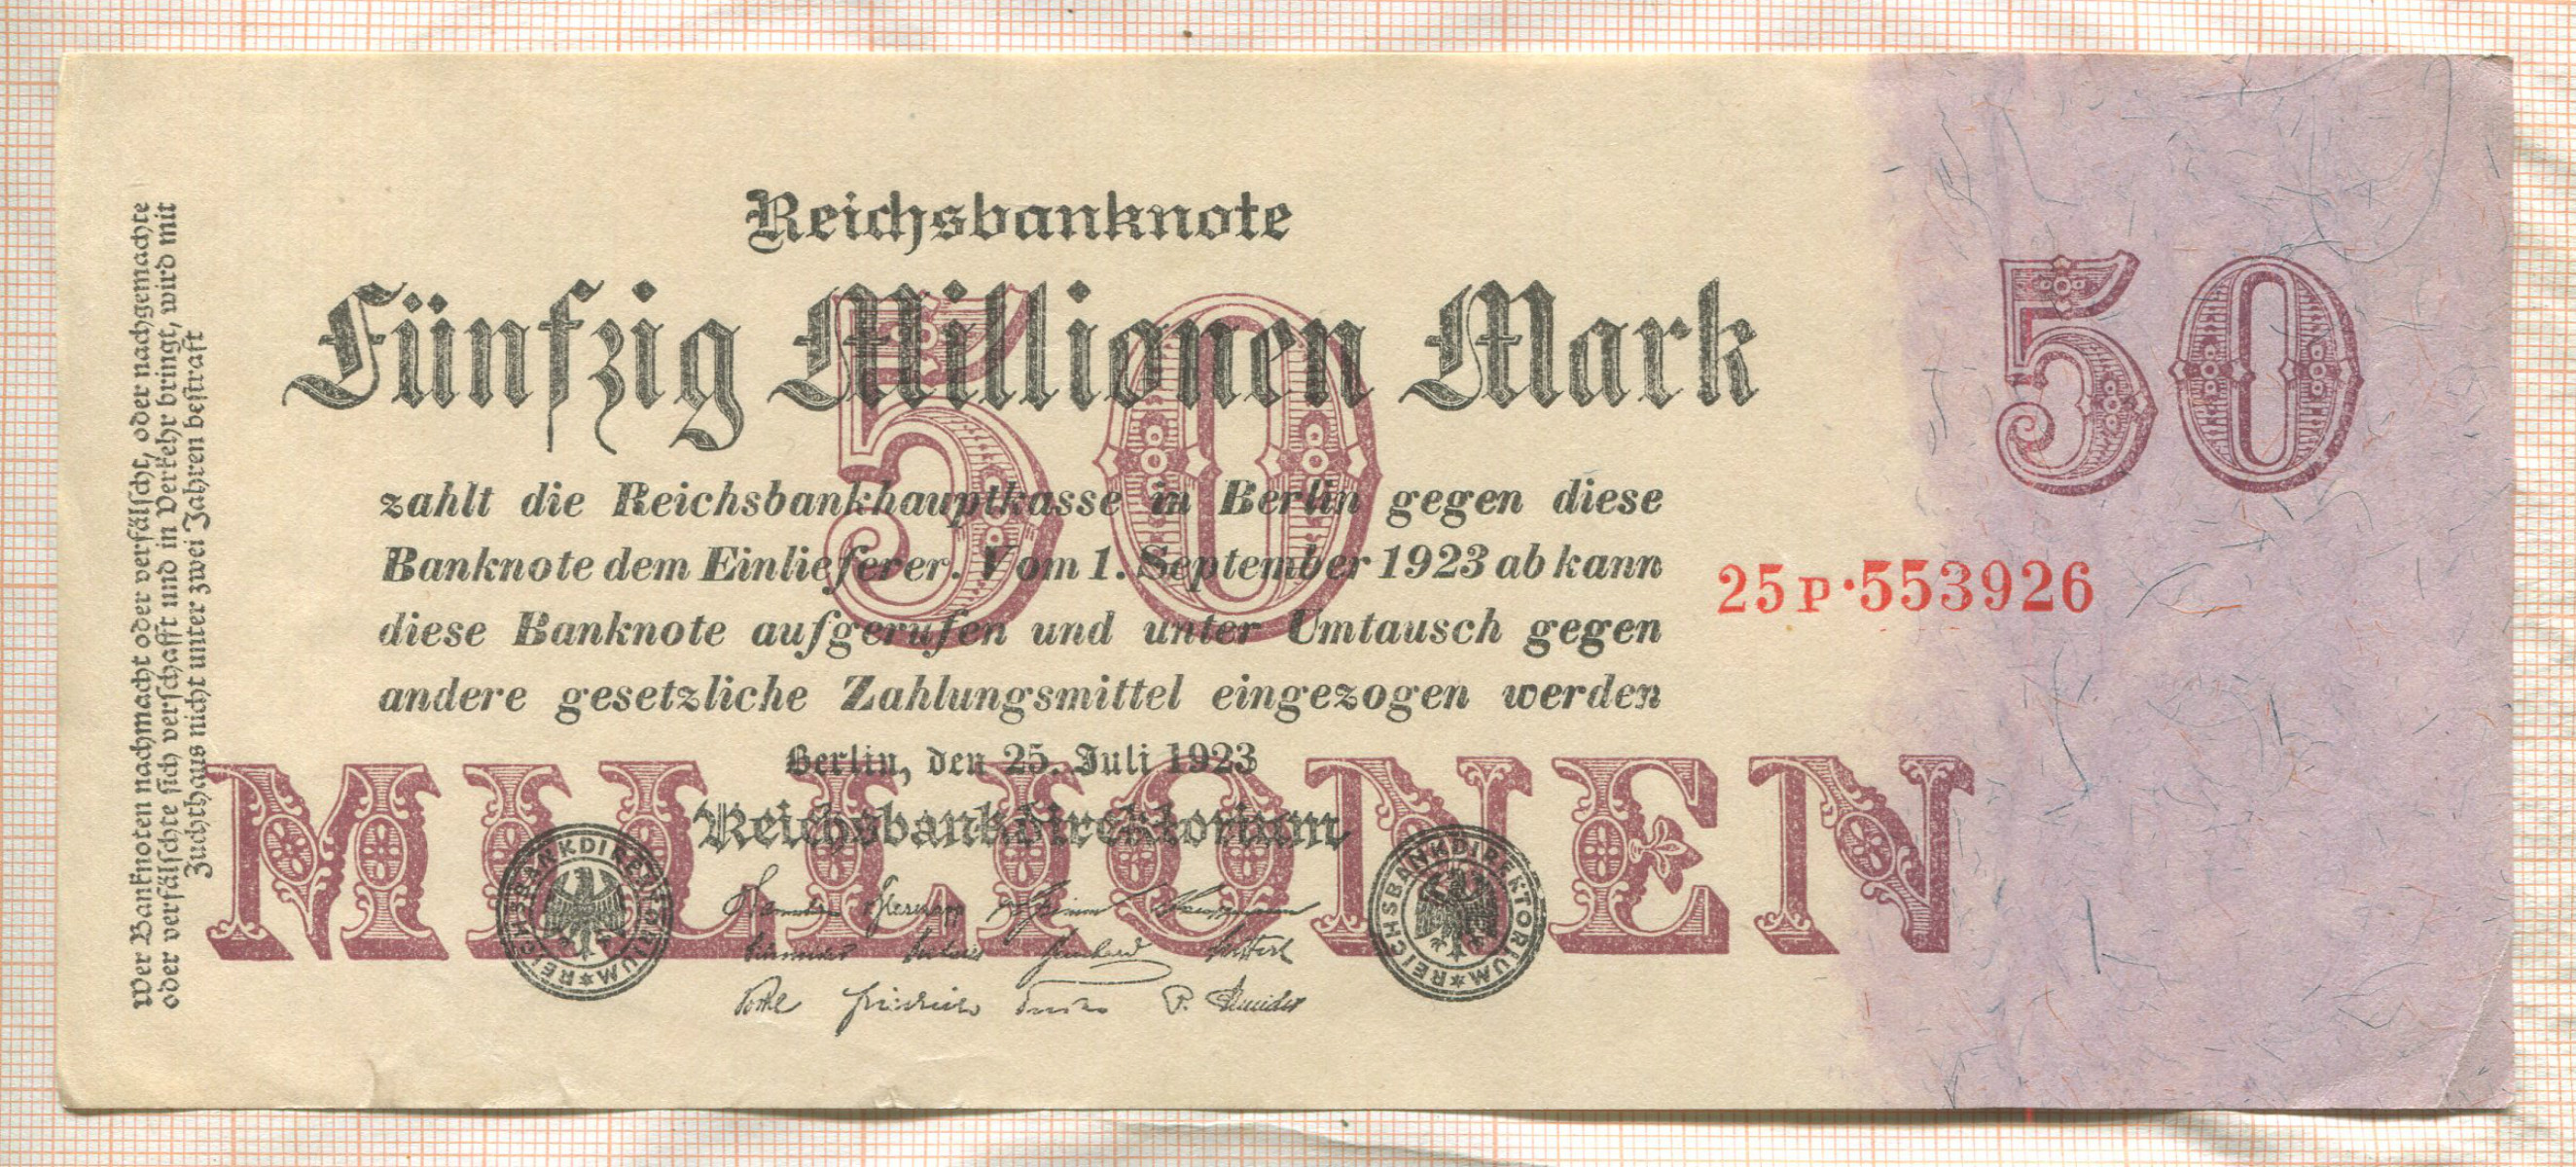 Reichsbanknote
Fünfzig Millionen Mark
50
50
zahlt die Reichsbankhauptkasse in Berlin gegen diese
Banknote dem Einlieferer. Vom 1. September 1923 ab kann
diese Banknote aufgerufen und unter Umtausch gegen
andere gesetzliche Zahlungsmittel eingezogen werden
25P·553926
Berlin, den 25. Juli 1923
Reichsbankdirektorium
MILLIONEN
REICHSBANKDIREKTORIUM*
REICHSBANKDIREKTORIUM*
Wer Banknoten nachmacht oder verfälscht, oder nachgemachte
oder verfälschte sich verschafft und in Verkehr bringt, wird mit
Zuchthaus nicht unter zwei Jahren bestraft